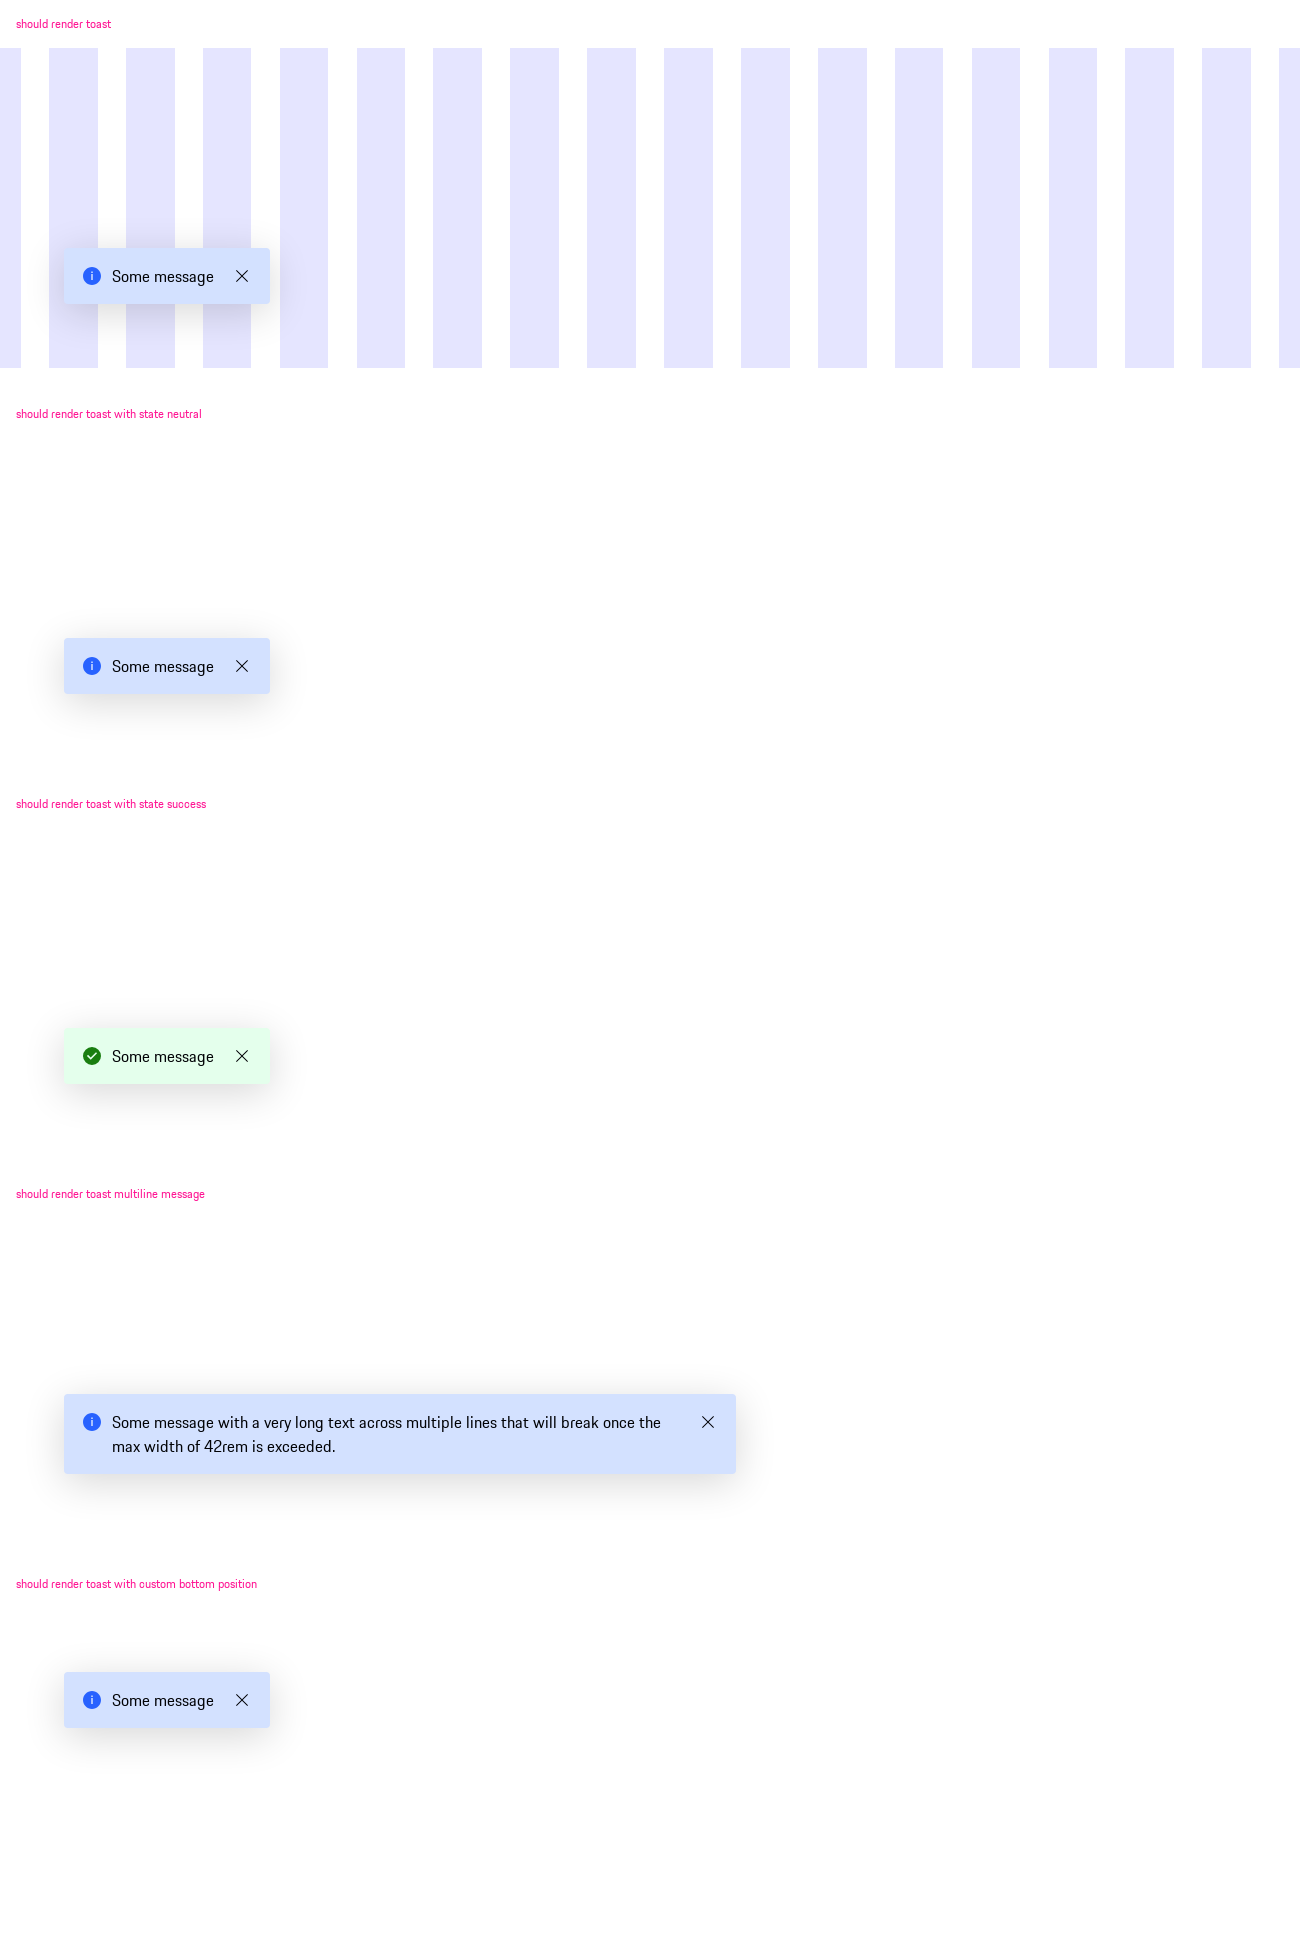 should render toast
Some message
should render toast with state neutral
Some message
should render toast with state success
Some message
should render toast multiline message
Some message with a very long text across multiple lines that will break once the
max width of 42rem is exceeded.
should render toast with custom bottom position
Some message